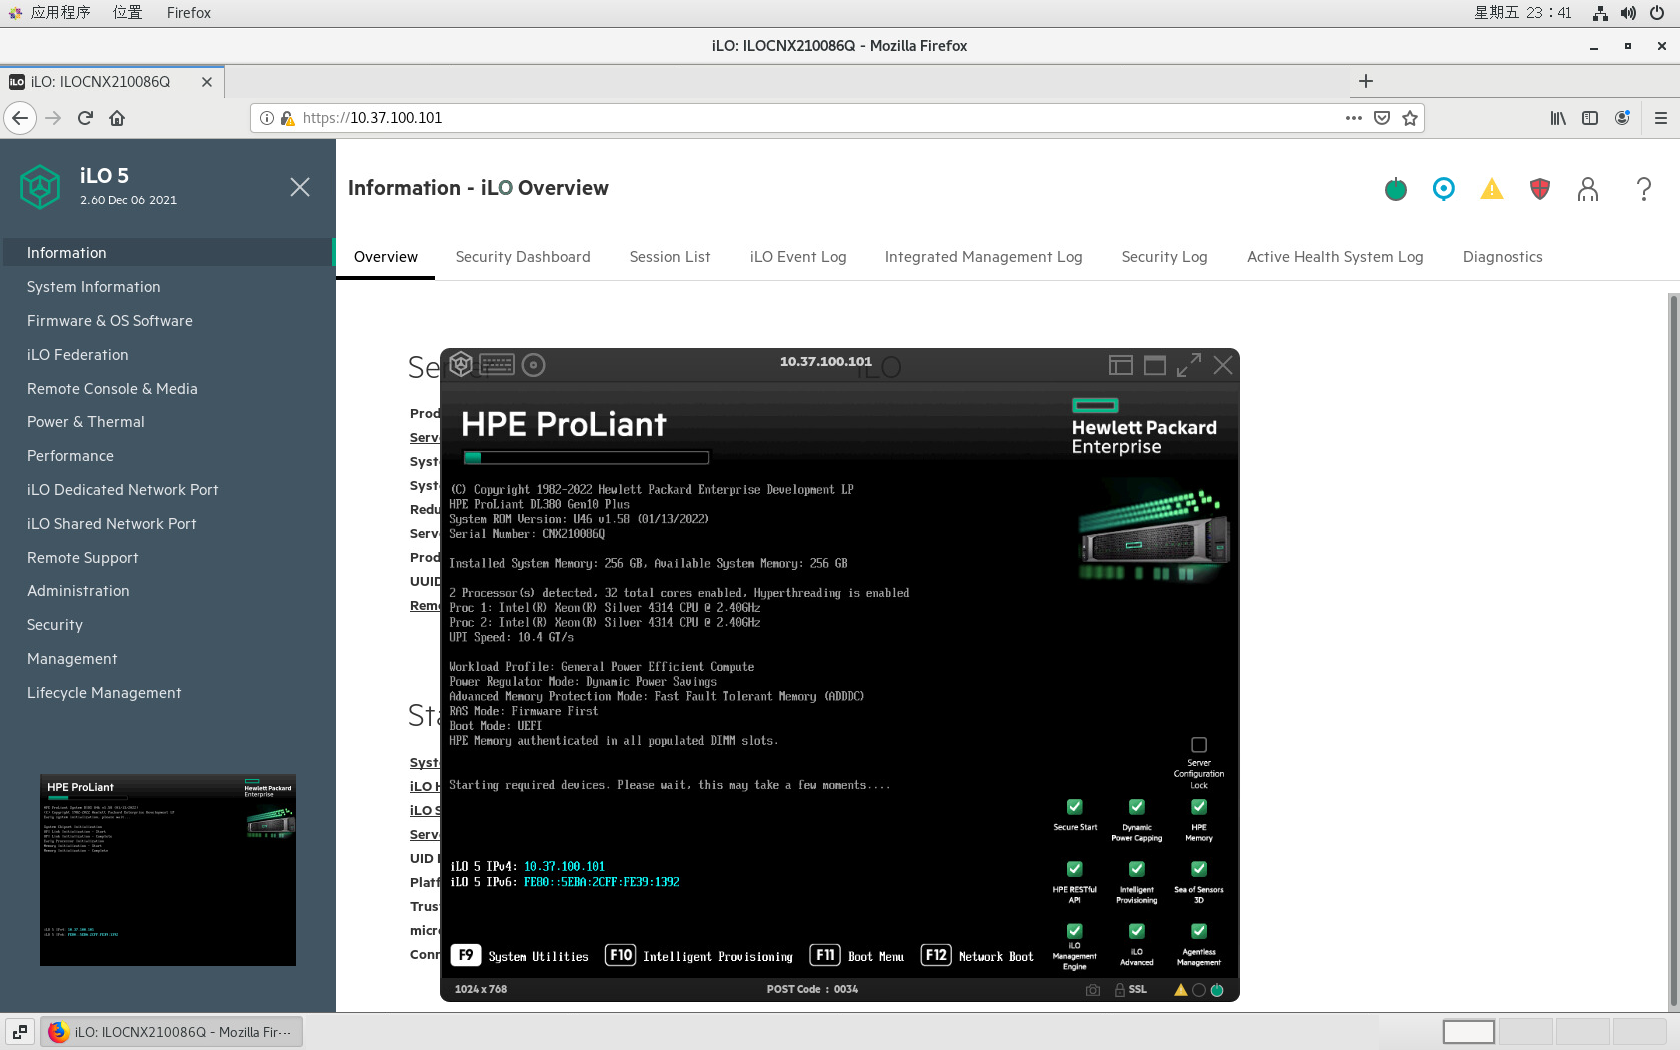 应用程序 位置 Firefox
星期五 23：41
iLO: ILOCNX210086Q - Mozilla Firefox
iLO: ILOCNX210086Q
https://10.37.100.101
iLO 5
2.60 Dec 06 2021
Information
System Information
Firmware & OS Software
iLO Federation
Remote Console & Media
Power & Thermal
Performance
iLO Dedicated Network Port
iLO Shared Network Port
Remote Support
Administration
Security
Management
Lifecycle Management
HPE ProLiant
Hewlett Packard
Enterprise
Information - iLO Overview
Overview Security Dashboard Session List iLO Event Log Integrated Management Log Security Log Active Health System Log Diagnostics
Prod
Serv
Syst
Syst
Redu
Serv
Prod
UUID
Rem
Syst
iLO H
iLO S
Serve
UID
Platf
Trus
micr
Conn
10.37.100.101
iLO
HPE ProLiant
Hewlett Packard
Enterprise
(C) Copyright 1982-2022 Hewlett Packard Enterprise Development LP
HPE ProLiant DL380 Gen10 Plus
System ROM Version: U46 v1.58 (01/13/2022)
Serial Number: CNX210086Q
Installed System Memory: 256 GB, Available System Memory: 256 GB
2 Processor(s) detected, 32 total cores enabled, Hyperthreading is enabled
Proc 1: Intel(R) Xeon(R) Silver 4314 CPU @ 2.40GHz
Proc 2: Intel(R) Xeon(R) Silver 4314 CPU @ 2.40GHz
UPI Speed: 10.4 GT/s
Workload Profile: General Power Efficient Compute
Power Regulator Mode: Dynamic Power Savings
Advanced Memory Protection Mode: Fast Fault Tolerant Memory (ADDDC)
RAS Mode: Firmware First
Boot Mode: UEFI
HPE Memory authenticated in all populated DIMM slots.
Starting required devices. Please wait, this may take a few moments....
iLO 5 IPv4: 10.37.100.101
iLO 5 IPv6: FE80::5EBA:2CFF:FE39:1392
Server
Configuration
Lock
Secure Start
Dynamic
Power Capping
HPE
Memory
HPE RESTful
API
Intelligent
Provisioning
Sea of Sensors
3D
iLO
Management
Engine
iLO
Advanced
Agentless
Management
F9 System Utilities F10 Intelligent Provisioning F11 Boot Menu F12 Network Boot
1024 x 768
POST Code : 0034
SSL
iLO: ILOCNX210086Q - Mozilla Fir···